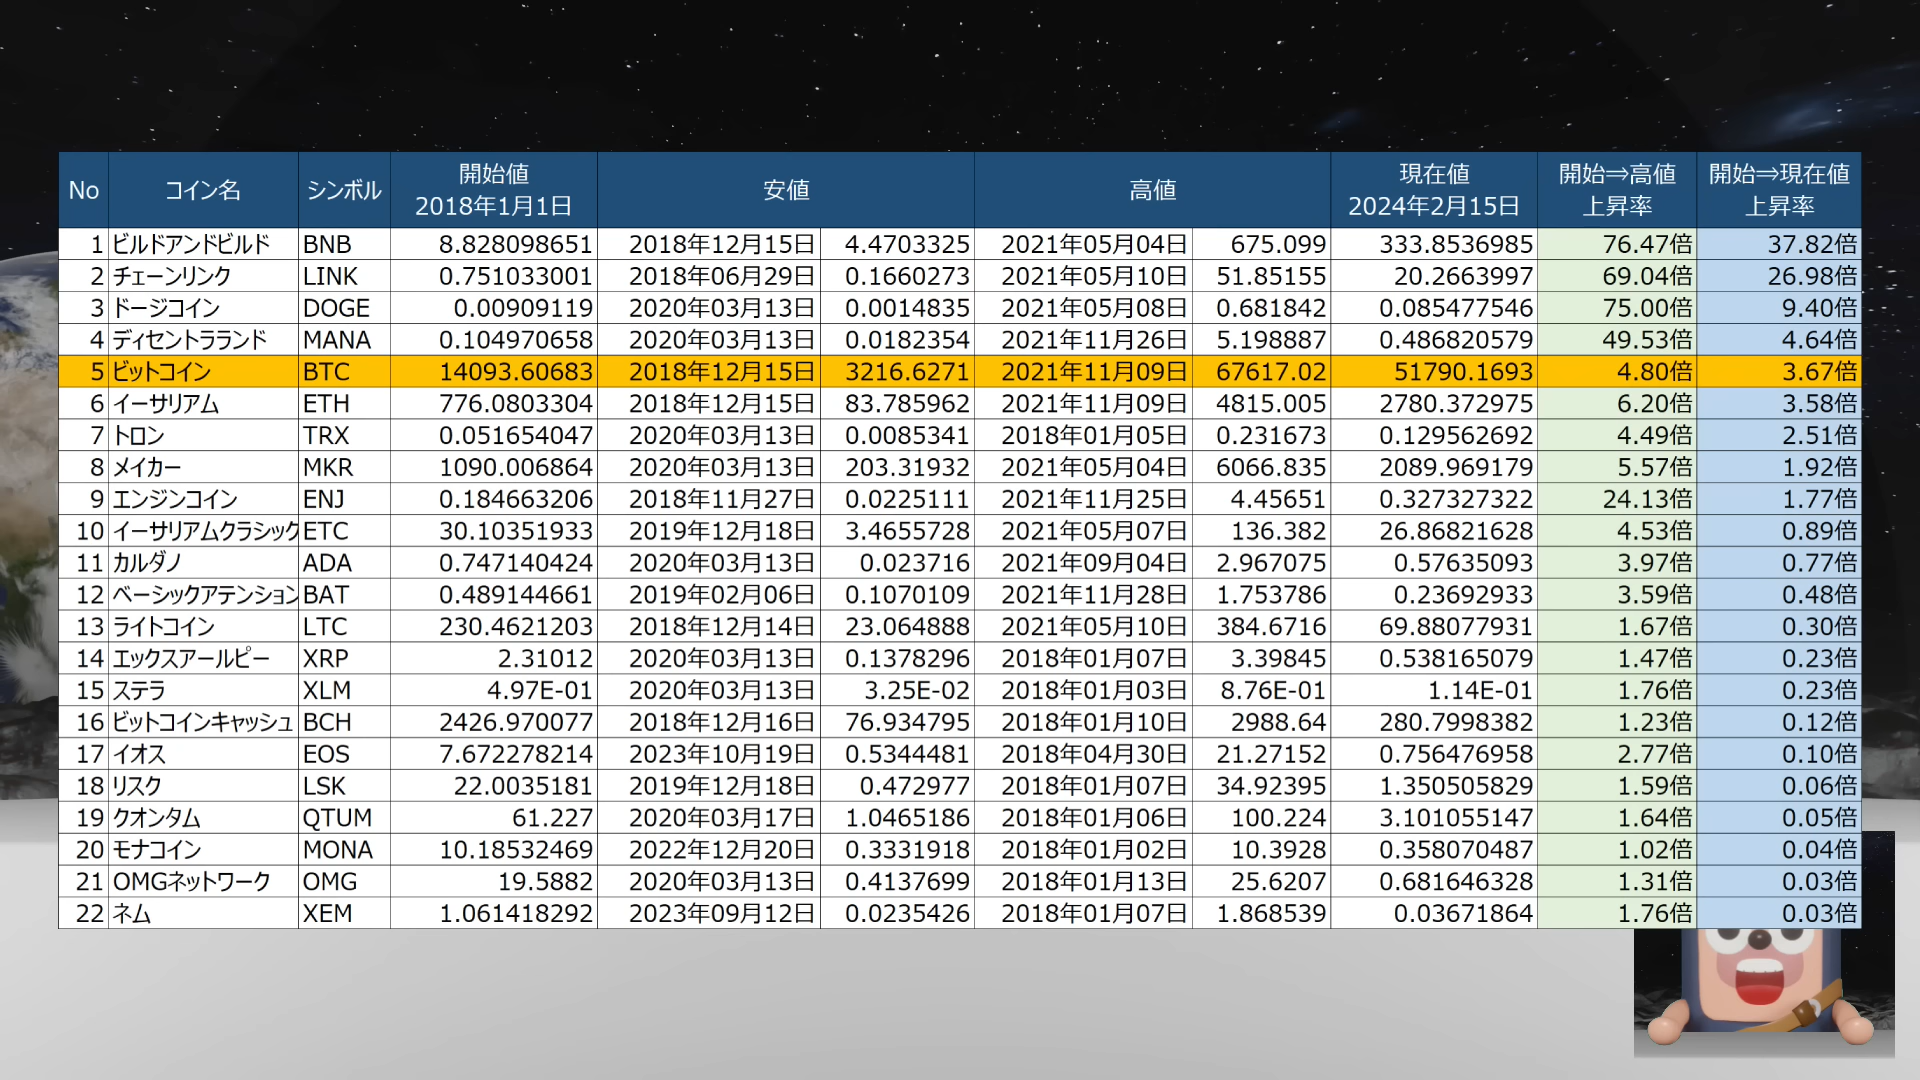 No コイン名 シンボル 開始値 2018年1月1日 安値 高値 現在値 2024年2月15日 開始⇒高値 上昇率 開始⇒現在値 上昇率
1 ビルドアンドビルド BNB 8.828098651 2018年12月15日 4.4703325 2021年05月04日 675.099 333.8536985 76.47倍 37.82倍
2 チェーンリンク LINK 0.751033001 2018年06月29日 0.1660273 2021年05月10日 51.85155 20.2663997 69.04倍 26.98倍
3 ドージコイン DOGE 0.00909119 2020年03月13日 0.0014835 2021年05月08日 0.681842 0.085477546 75.00倍 9.40倍
4 ディセントラランド MANA 0.104970658 2020年03月13日 0.0182354 2021年11月26日 5.198887 0.486820579 49.53倍 4.64倍
5 ビットコイン BTC 14093.60683 2018年12月15日 3216.6271 2021年11月09日 67617.02 51790.1693 4.80倍 3.67倍
6 イーサリアム ETH 776.0803304 2018年12月15日 83.785962 2021年11月09日 4815.005 2780.372975 6.20倍 3.58倍
7 トロン TRX 0.051654047 2020年03月13日 0.0085341 2018年01月05日 0.231673 0.129562692 4.49倍 2.51倍
8 メイカー MKR 1090.006864 2020年03月13日 203.31932 2021年05月04日 6066.835 2089.969179 5.57倍 1.92倍
9 エンジンコイン ENJ 0.184663206 2018年11月27日 0.0225111 2021年11月25日 4.45651 0.327327322 24.13倍 1.77倍
10 イーサリアムクラシック ETC 30.10351933 2019年12月18日 3.4655728 2021年05月07日 136.382 26.86821628 4.53倍 0.89倍
11 カルダノ ADA 0.747140424 2020年03月13日 0.023716 2021年09月04日 2.967075 0.57635093 3.97倍 0.77倍
12 ベーシックアテンション BAT 0.489144661 2019年02月06日 0.1070109 2021年11月28日 1.753786 0.23692933 3.59倍 0.48倍
13 ライトコイン LTC 230.4621203 2018年12月14日 23.064888 2021年05月10日 384.6716 69.88077931 1.67倍 0.30倍
14 エックスアールピー XRP 2.31012 2020年03月13日 0.1378296 2018年01月07日 3.39845 0.538165079 1.47倍 0.23倍
15 ステラ XLM 4.97E-01 2020年03月13日 3.25E-02 2018年01月03日 8.76E-01 1.14E-01 1.76倍 0.23倍
16 ビットコインキャッシュ BCH 2426.970077 2018年12月16日 76.934795 2018年01月10日 2988.64 280.7998382 1.23倍 0.12倍
17 イオス EOS 7.672278214 2023年10月19日 0.5344481 2018年04月30日 21.27152 0.756476958 2.77倍 0.10倍
18 リスク LSK 22.0035181 2019年12月18日 0.472977 2018年01月07日 34.92395 1.350505829 1.59倍 0.06倍
19 クオンタム QTUM 61.227 2020年03月17日 1.0465186 2018年01月06日 100.224 3.101055147 1.64倍 0.05倍
20 モナコイン MONA 10.18532469 2022年12月20日 0.3331918 2018年01月02日 10.3928 0.358070487 1.02倍 0.04倍
21 OMGネットワーク OMG 19.5882 2020年03月13日 0.4137699 2018年01月13日 25.6207 0.681646328 1.31倍 0.03倍
22 ネム XEM 1.061418292 2023年09月12日 0.0235426 2018年01月07日 1.868539 0.03671864 1.76倍 0.03倍